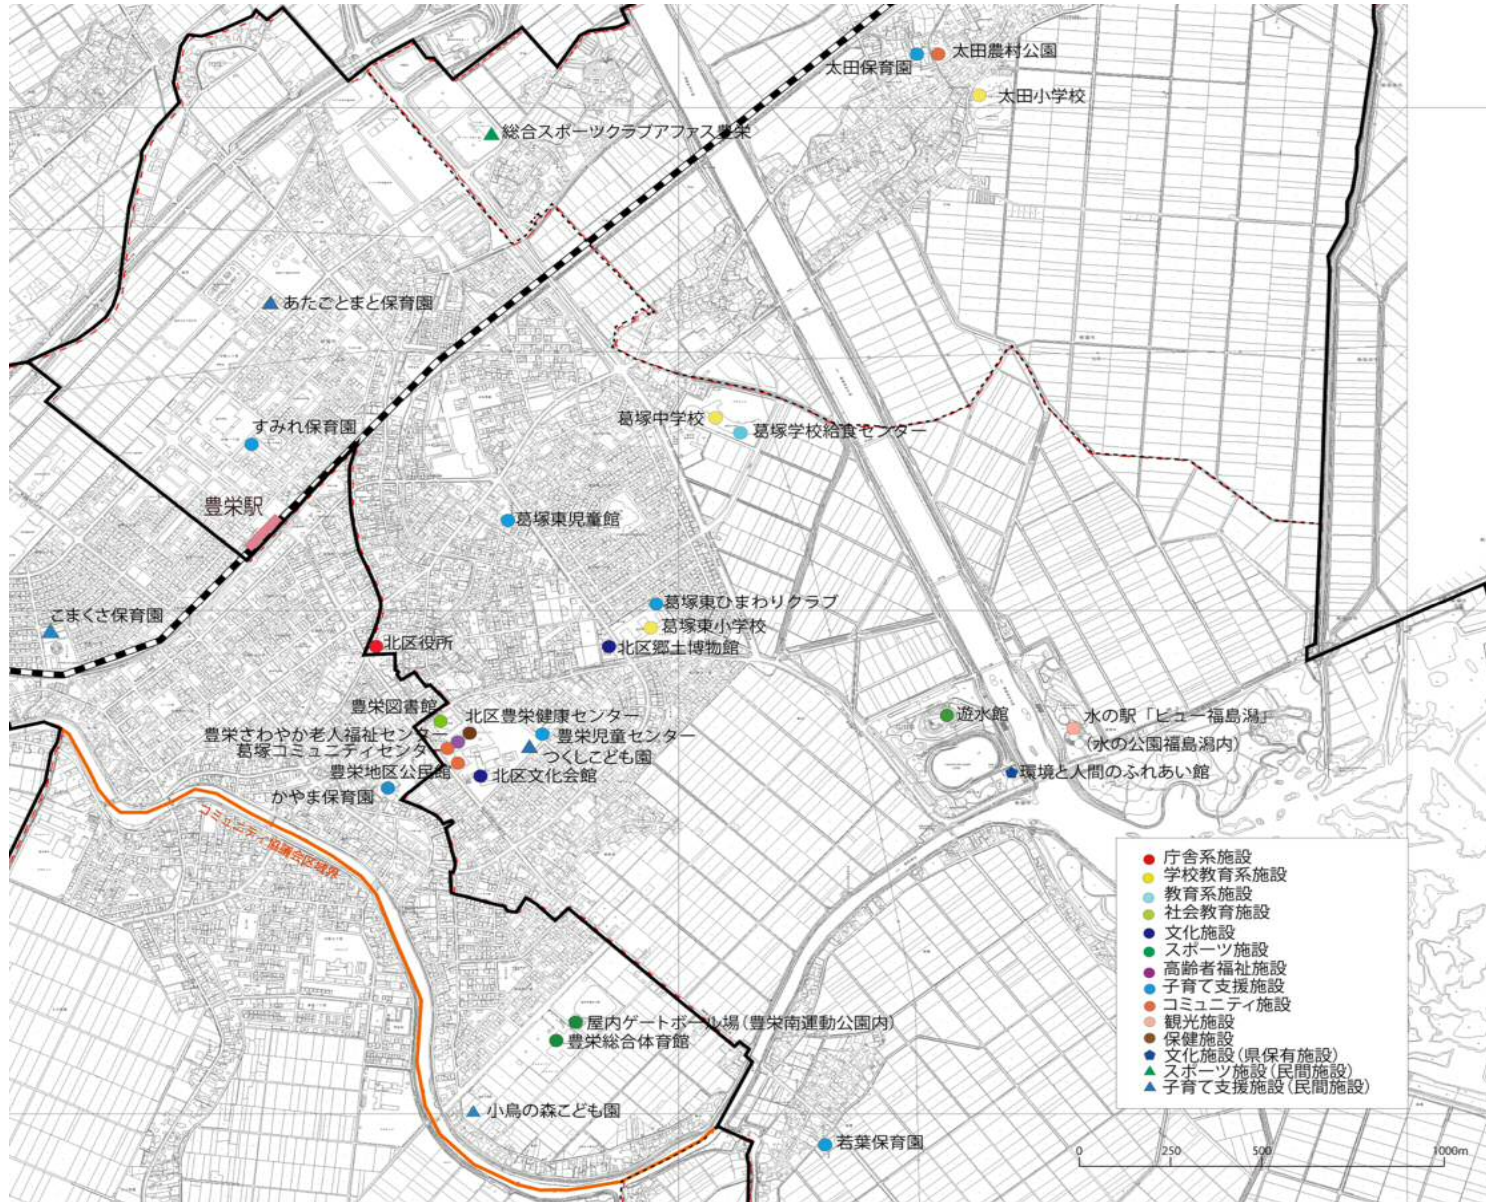 太田農村公園
太田保育園
太田小学校
総合スポーツクラブアファス豊栄
あたごとまと保育園
葛塚中学校
葛塚学校給食センター
すみれ保育園
豊栄駅
葛塚東児童館
こまくさ保育園
葛塚東ひまわりクラブ
葛塚東小学校
北区役所
北区郷土博物館
豊栄図書館
北区豊栄健康センター
遊水館
水の駅「ビュー福島潟」
(水の公園福島潟内)
豊栄さわやか老人福祉センター
豊栄児童センター
葛塚コミュニティセンター
つくしこども園
豊栄地区公民館
北区文化会館
環境と人間のふれあい館
かやま保育園
コミュニティ協議会区域界
庁舎系施設
学校教育系施設
教育系施設
社会教育施設
文化施設
スポーツ施設
高齢者福祉施設
子育て支援施設
コミュニティ施設
観光施設
保健施設
文化施設(県保有施設)
スポーツ施設(民間施設)
子育て支援施設(民間施設)
屋内ゲートボール場(豊栄南運動公園内)
豊栄総合体育館
小鳥の森こども園
若葉保育園
0 250 500 1000m